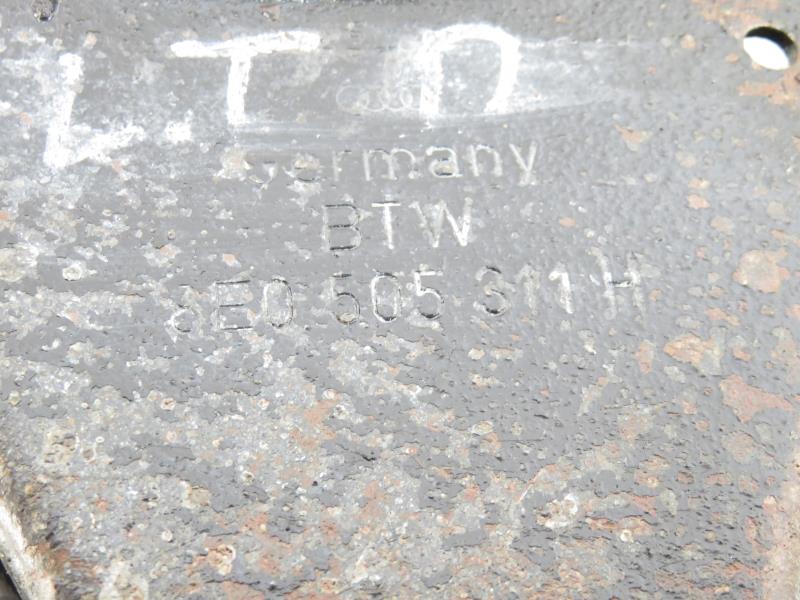 L.T.D
Germany
BTW
8E0 505 311 H